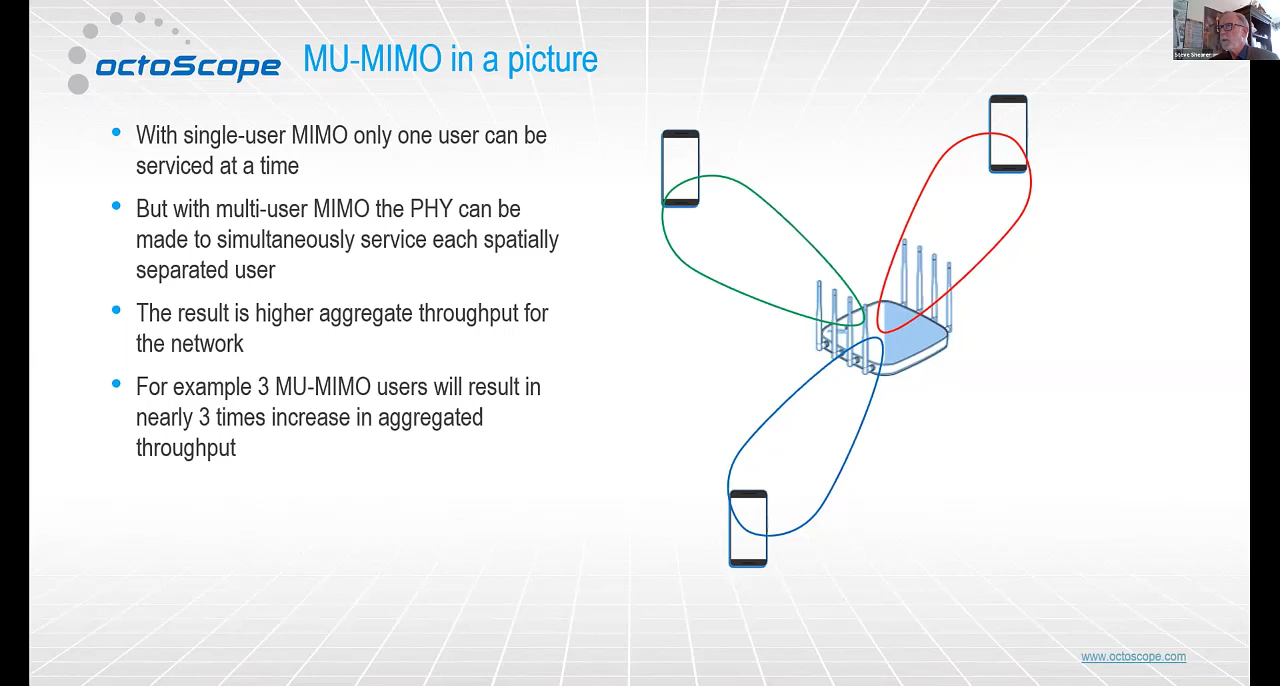 octoScope
MU-MIMO in a picture
Steve Shearer
With single-user MIMO only one user can be
serviced at a time
But with multi-user MIMO the PHY can be
made to simultaneously service each spatially
separated user
The result is higher aggregate throughput for
the network
For example 3 MU-MIMO users will result in
nearly 3 times increase in aggregated
throughput
www.octoscope.com